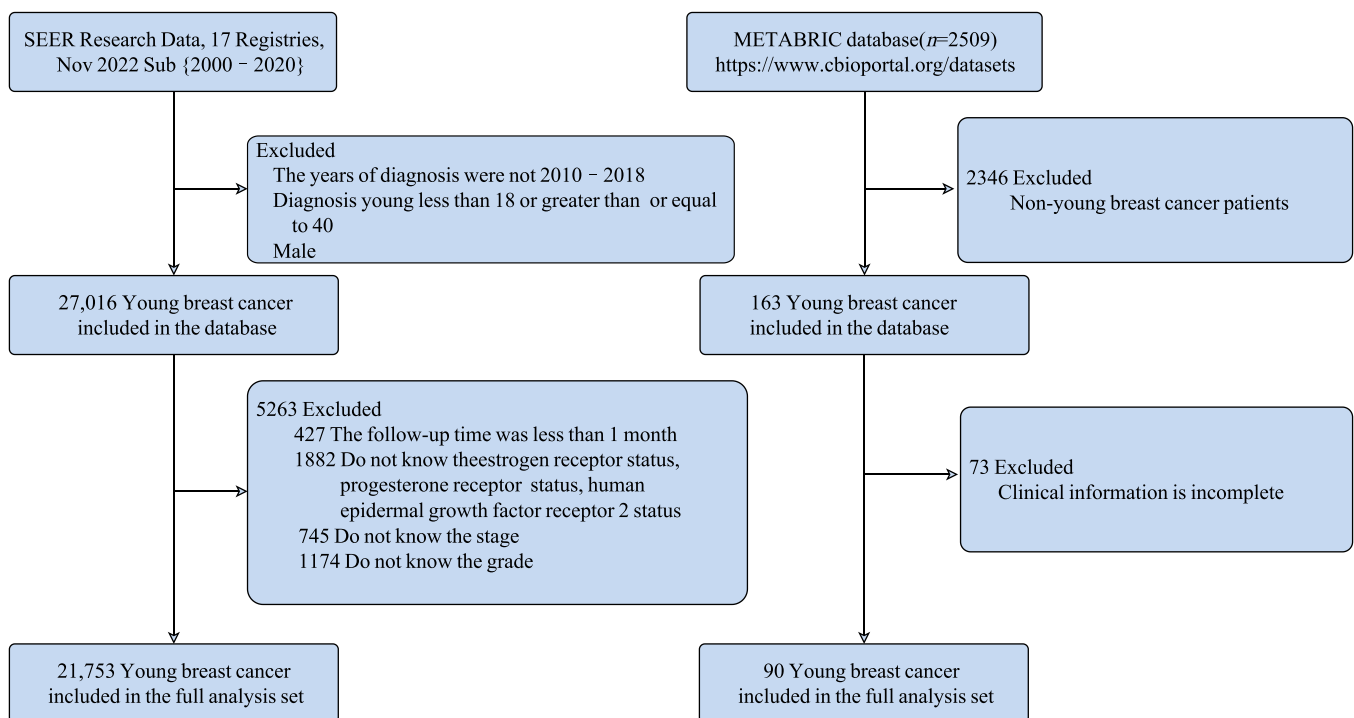 SEER Research Data, 17 Registries,
Nov 2022 Sub {2000 – 2020}
Excluded
The years of diagnosis were not 2010 – 2018
Diagnosis young less than 18 or greater than or equal
to 40
Male
27,016 Young breast cancer
included in the database
5263 Excluded
427 The follow-up time was less than 1 month
1882 Do not know theestrogen receptor status,
progesterone receptor status, human
epidermal growth factor receptor 2 status
745 Do not know the stage
1174 Do not know the grade
21,753 Young breast cancer
included in the full analysis set
METABRIC database(n=2509)
https://www.cbioportal.org/datasets
2346 Excluded
Non-young breast cancer patients
163 Young breast cancer
included in the database
73 Excluded
Clinical information is incomplete
90 Young breast cancer
included in the full analysis set